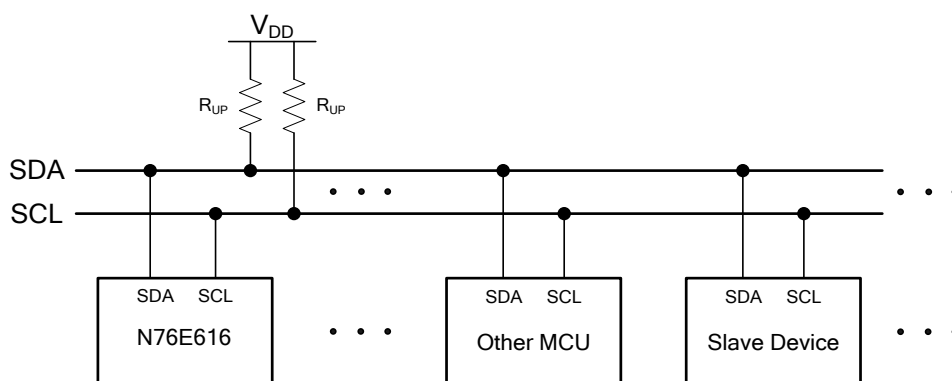 VDD
RUP RUP
SDA
SCL
SDA SCL SDA SCL SDA SCL
N76E616 Other MCU Slave Device